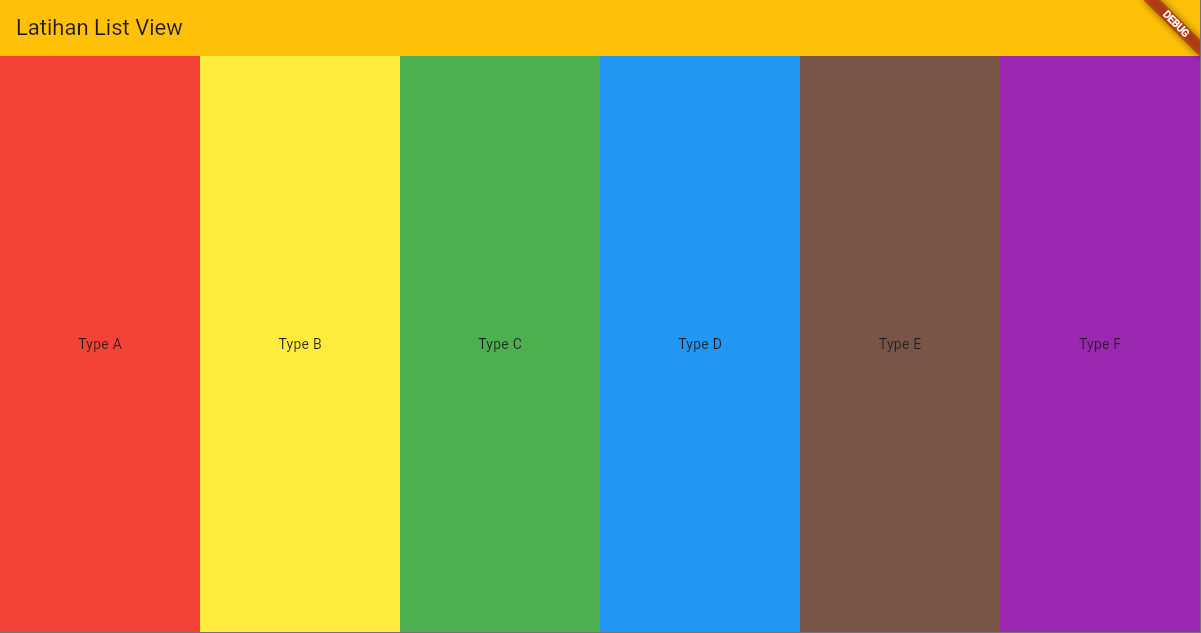 Latihan List View
DEBUG
Type A
Type B
Type C
Type D
Type E
Type F